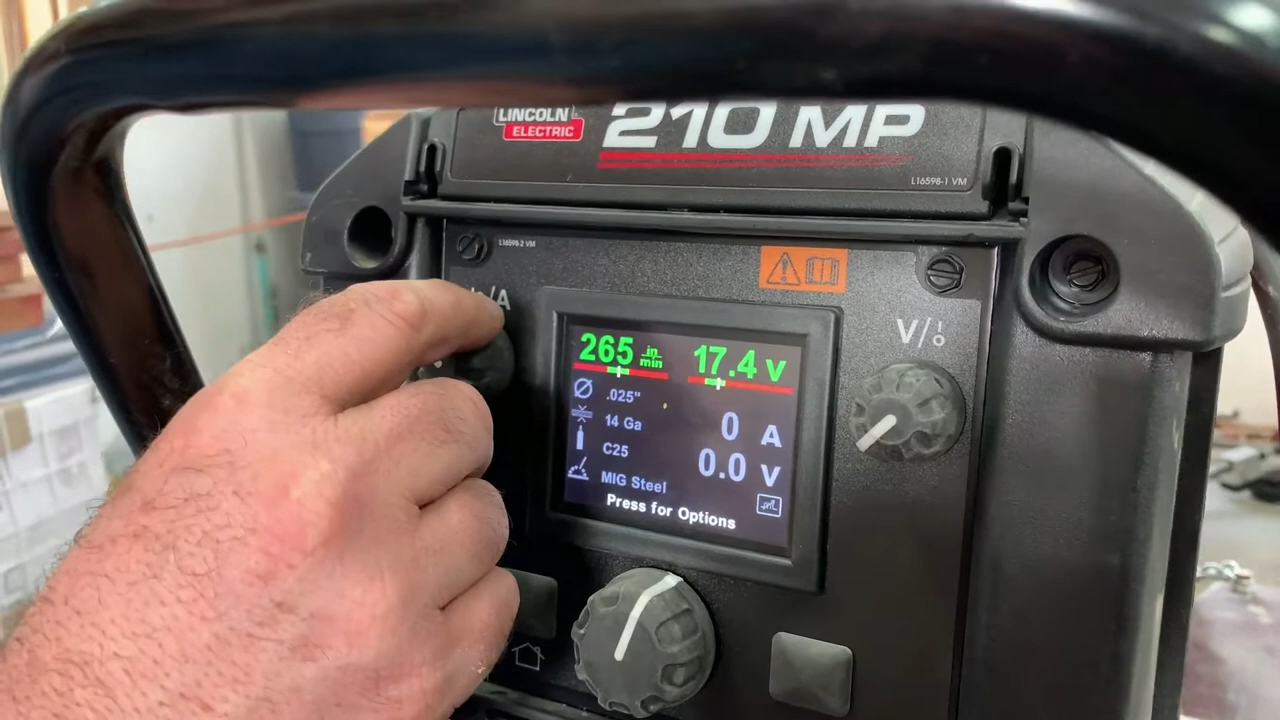 LINCOLN
ELECTRIC
210 MP
L16598-1 VM
L16598-2 VM
/A
V/
265 in/min 17.4 V
.025"
14 Ga
0 A
C25
0.0 V
MIG Steel
Press for Options